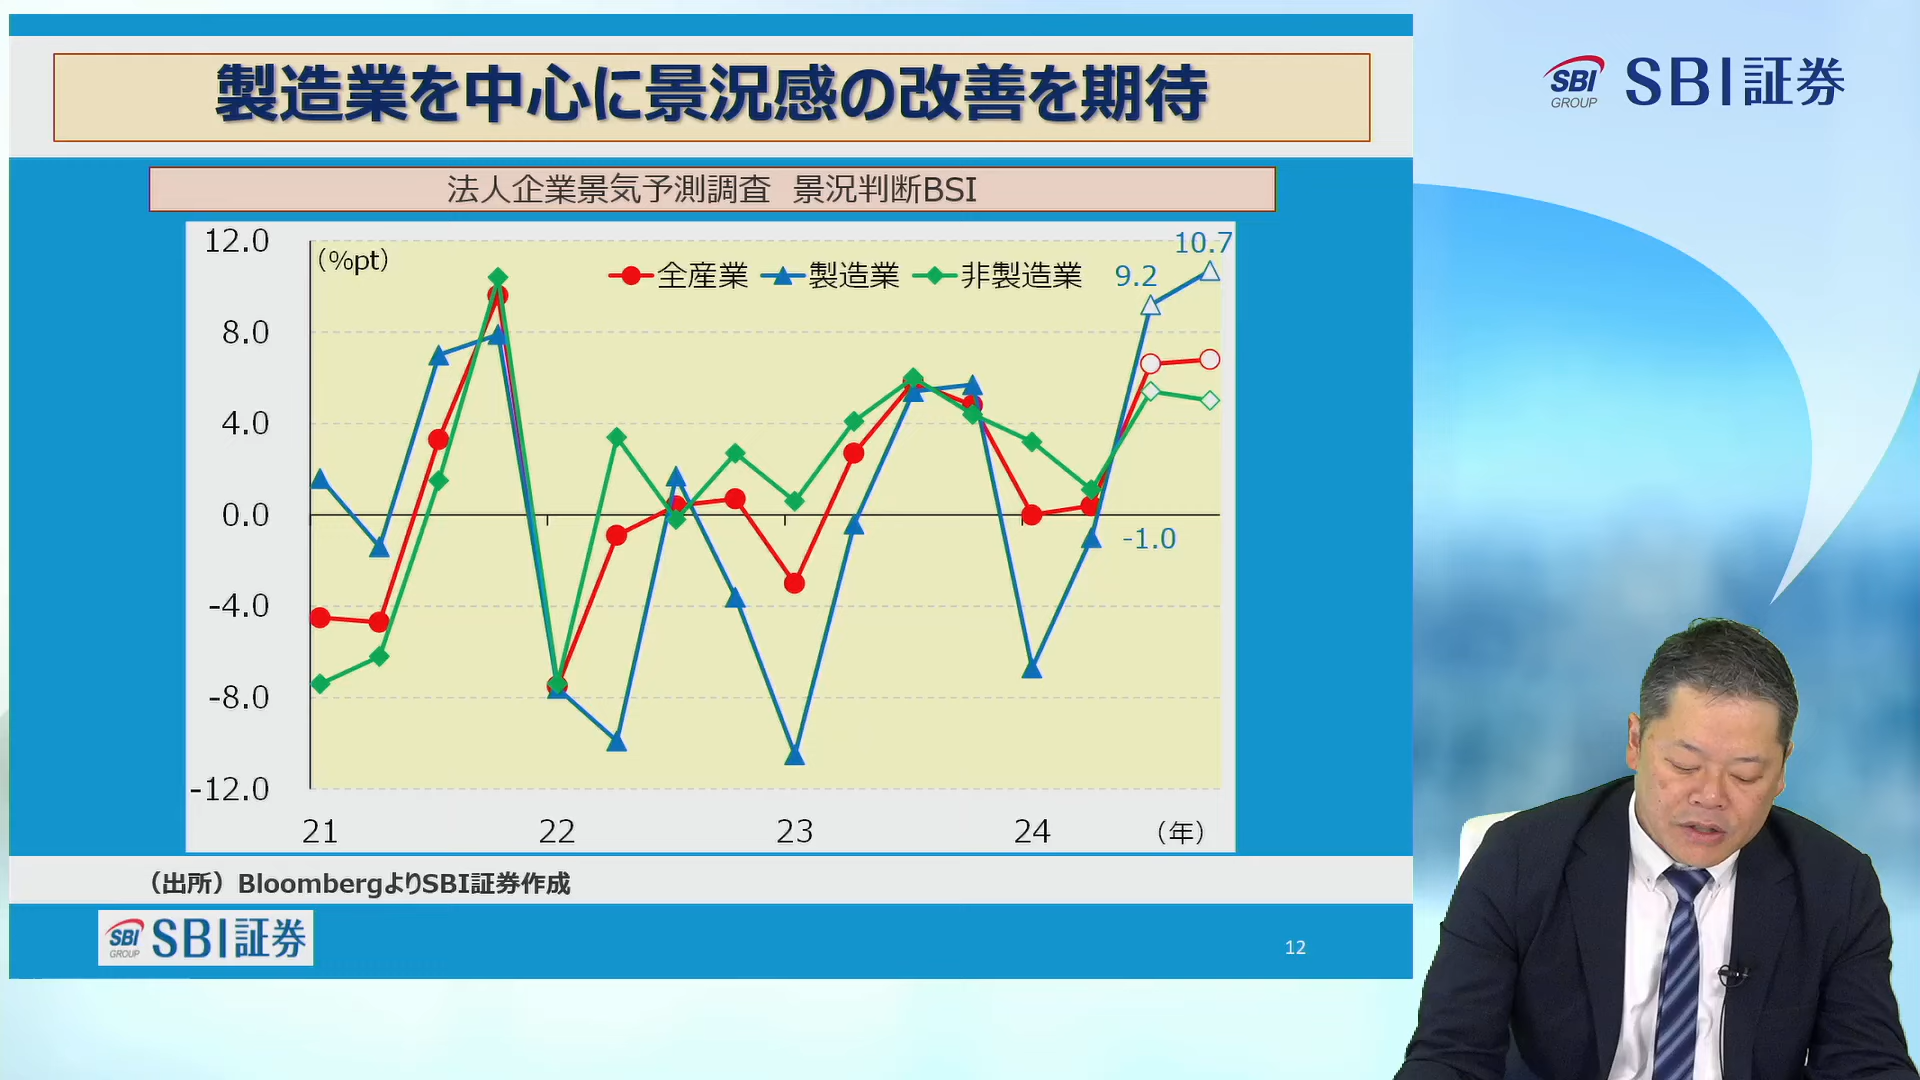 製造業を中心に景況感の改善を期待
SBI
GROUP
SBI証券
法人企業景気予測調査 景況判断BSI
12.0
8.0
4.0
0.0
-4.0
-8.0
-12.0
(%pt)
全産業
製造業
非製造業
9.2
10.7
-1.0
21
22
23
24
(年)
（出所）BloombergよりSBI証券作成
SBI
GROUP
SBI証券
12